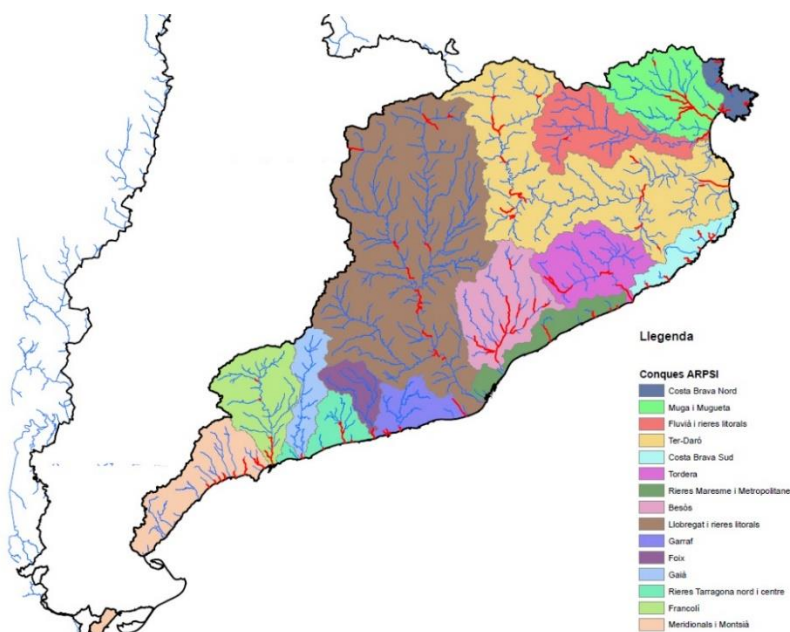 Llegenda
Conques ARPSI
Costa Brava Nord
Muga i Mugueta
Fluvià i rieres litorals
Ter-Daró
Costa Brava Sud
Tordera
Rieres Maresme i Metropolitane
Besòs
Llobregat i rieres litorals
Garraf
Foix
Gaià
Rieres Tarragona nord i centre
Francolí
Meridionals i Montsià